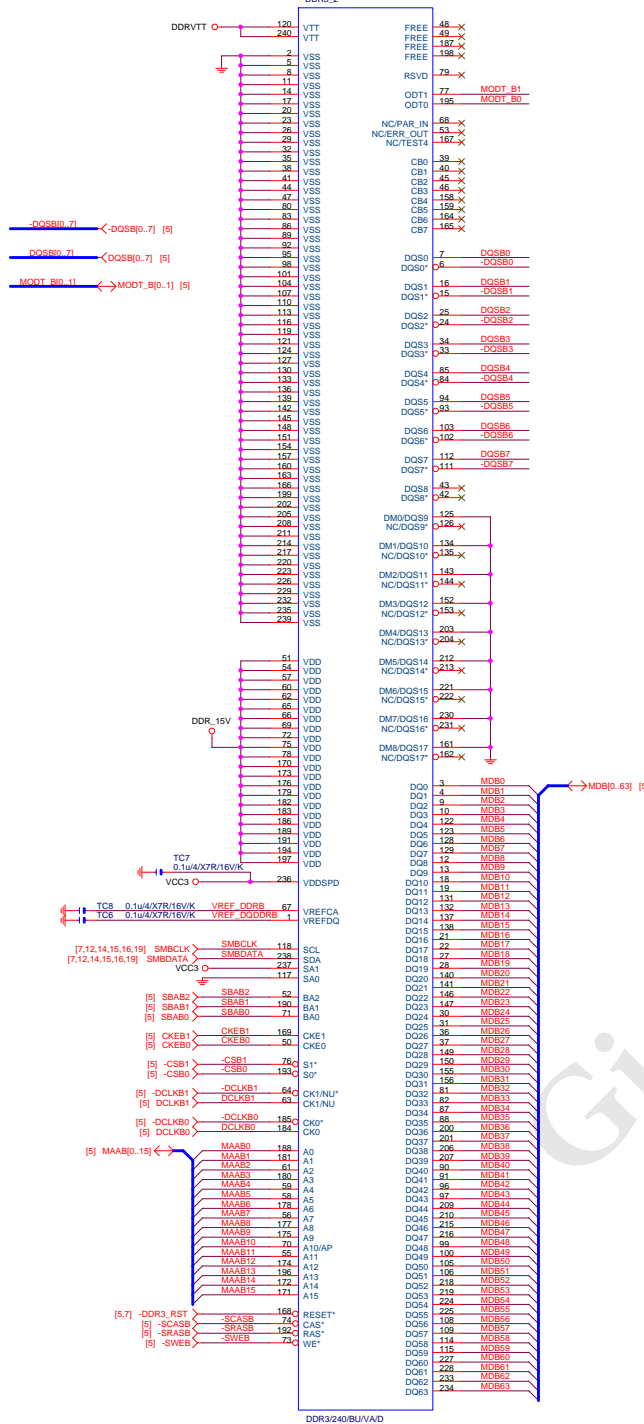 DDR3_2
DDRVTT
120 VTT
240 VTT
2 VSS
5 VSS
8 VSS
11 VSS
14 VSS
17 VSS
20 VSS
23 VSS
26 VSS
29 VSS
32 VSS
35 VSS
38 VSS
41 VSS
44 VSS
47 VSS
80 VSS
83 VSS
86 VSS
89 VSS
92 VSS
95 VSS
98 VSS
101 VSS
104 VSS
107 VSS
110 VSS
113 VSS
116 VSS
119 VSS
121 VSS
124 VSS
127 VSS
130 VSS
133 VSS
136 VSS
139 VSS
142 VSS
145 VSS
148 VSS
151 VSS
154 VSS
157 VSS
160 VSS
163 VSS
166 VSS
199 VSS
202 VSS
205 VSS
208 VSS
211 VSS
214 VSS
217 VSS
220 VSS
223 VSS
226 VSS
229 VSS
232 VSS
235 VSS
239 VSS
-DQSB[0..7] -DQSB[0..7] [5]
DQSB[0..7] DQSB[0..7] [5]
MODT_B[0..1] MODT_B[0..1] [5]
DDR_15V
51 VDD
54 VDD
57 VDD
60 VDD
62 VDD
65 VDD
66 VDD
69 VDD
72 VDD
75 VDD
78 VDD
170 VDD
173 VDD
176 VDD
179 VDD
182 VDD
183 VDD
186 VDD
189 VDD
191 VDD
194 VDD
197 VDD
TC7
0.1u/4/X7R/16V/K
VCC3 236 VDDSPD
TC8 0.1u/4/X7R/16V/K VREF_DDRB 67 VREFCA
TC6 0.1u/4/X7R/16V/K VREF_DQDDRB 1 VREFDQ
[7,12,14,15,16,19] SMBCLK SMBCLK 118 SCL
[7,12,14,15,16,19] SMBDATA SMBDATA 238 SDA
VCC3 237 SA1
117 SA0
[5] SBAB2 SBAB2 52 BA2
[5] SBAB1 SBAB1 190 BA1
[5] SBAB0 SBAB0 71 BA0
[5] CKEB1 CKEB1 169 CKE1
[5] CKEB0 CKEB0 50 CKE0
[5] -CSB1 -CSB1 76 S1*
[5] -CSB0 -CSB0 193 S0*
[5] -DCLKB1 -DCLKB1 64 CK1/NU*
[5] DCLKB1 DCLKB1 63 CK1/NU
[5] -DCLKB0 -DCLKB0 185 CK0*
[5] DCLKB0 DCLKB0 184 CK0
[5] MAAB[0..15]
MAAB0 188 A0
MAAB1 181 A1
MAAB2 61 A2
MAAB3 180 A3
MAAB4 59 A4
MAAB5 58 A5
MAAB6 178 A6
MAAB7 56 A7
MAAB8 177 A8
MAAB9 175 A9
MAAB10 70 A10/AP
MAAB11 55 A11
MAAB12 174 A12
MAAB13 196 A13
MAAB14 172 A14
MAAB15 171 A15
[5,7] -DDR3_RST 168 RESET*
[5] -SCASB -SCASB 74 CAS*
[5] -SRASB -SRASB 192 RAS*
[5] -SWEB -SWEB 73 WE*
FREE 48
FREE 49
FREE 187
FREE 198
RSVD 79
ODT1 77 MODT_B1
ODT0 195 MODT_B0
NC/PAR_IN 68
NC/ERR_OUT 53
NC/TEST4 167
CB0 39
CB1 40
CB2 45
CB3 46
CB4 158
CB5 159
CB6 164
CB7 165
DQS0 7 DQSB0
DQS0* 6 -DQSB0
DQS1 16 DQSB1
DQS1* 15 -DQSB1
DQS2 25 DQSB2
DQS2* 24 -DQSB2
DQS3 34 DQSB3
DQS3* 33 -DQSB3
DQS4 85 DQSB4
DQS4* 84 -DQSB4
DQS5 94 DQSB5
DQS5* 93 -DQSB5
DQS6 103 DQSB6
DQS6* 102 -DQSB6
DQS7 112 DQSB7
DQS7* 111 -DQSB7
DQS8 43
DQS8* 42
DM0/DQS9 125
NC/DQS9* 126
DM1/DQS10 134
NC/DQS10* 135
DM2/DQS11 143
NC/DQS11* 144
DM3/DQS12 152
NC/DQS12* 153
DM4/DQS13 203
NC/DQS13* 204
DM5/DQS14 212
NC/DQS14* 213
DM6/DQS15 221
NC/DQS15* 222
DM7/DQS16 230
NC/DQS16* 231
DM8/DQS17 161
NC/DQS17* 162
MDB[0..63]
DQ0 3 MDB0
DQ1 4 MDB1
DQ2 9 MDB2
DQ3 10 MDB3
DQ4 122 MDB4
DQ5 123 MDB5
DQ6 128 MDB6
DQ7 129 MDB7
DQ8 12 MDB8
DQ9 13 MDB9
DQ10 18 MDB10
DQ11 19 MDB11
DQ12 131 MDB12
DQ13 132 MDB13
DQ14 137 MDB14
DQ15 138 MDB15
DQ16 21 MDB16
DQ17 22 MDB17
DQ18 27 MDB18
DQ19 28 MDB19
DQ20 140 MDB20
DQ21 141 MDB21
DQ22 146 MDB22
DQ23 147 MDB23
DQ24 30 MDB24
DQ25 31 MDB25
DQ26 36 MDB26
DQ27 37 MDB27
DQ28 149 MDB28
DQ29 150 MDB29
DQ30 155 MDB30
DQ31 156 MDB31
DQ32 81 MDB32
DQ33 82 MDB33
DQ34 87 MDB34
DQ35 88 MDB35
DQ36 200 MDB36
DQ37 201 MDB37
DQ38 206 MDB38
DQ39 207 MDB39
DQ40 90 MDB40
DQ41 91 MDB41
DQ42 96 MDB42
DQ43 97 MDB43
DQ44 209 MDB44
DQ45 210 MDB45
DQ46 215 MDB46
DQ47 216 MDB47
DQ48 99 MDB48
DQ49 100 MDB49
DQ50 105 MDB50
DQ51 106 MDB51
DQ52 218 MDB52
DQ53 219 MDB53
DQ54 224 MDB54
DQ55 225 MDB55
DQ56 108 MDB56
DQ57 109 MDB57
DQ58 114 MDB58
DQ59 115 MDB59
DQ60 227 MDB60
DQ61 228 MDB61
DQ62 233 MDB62
DQ63 234 MDB63
DDR3/240/BU/VA/D